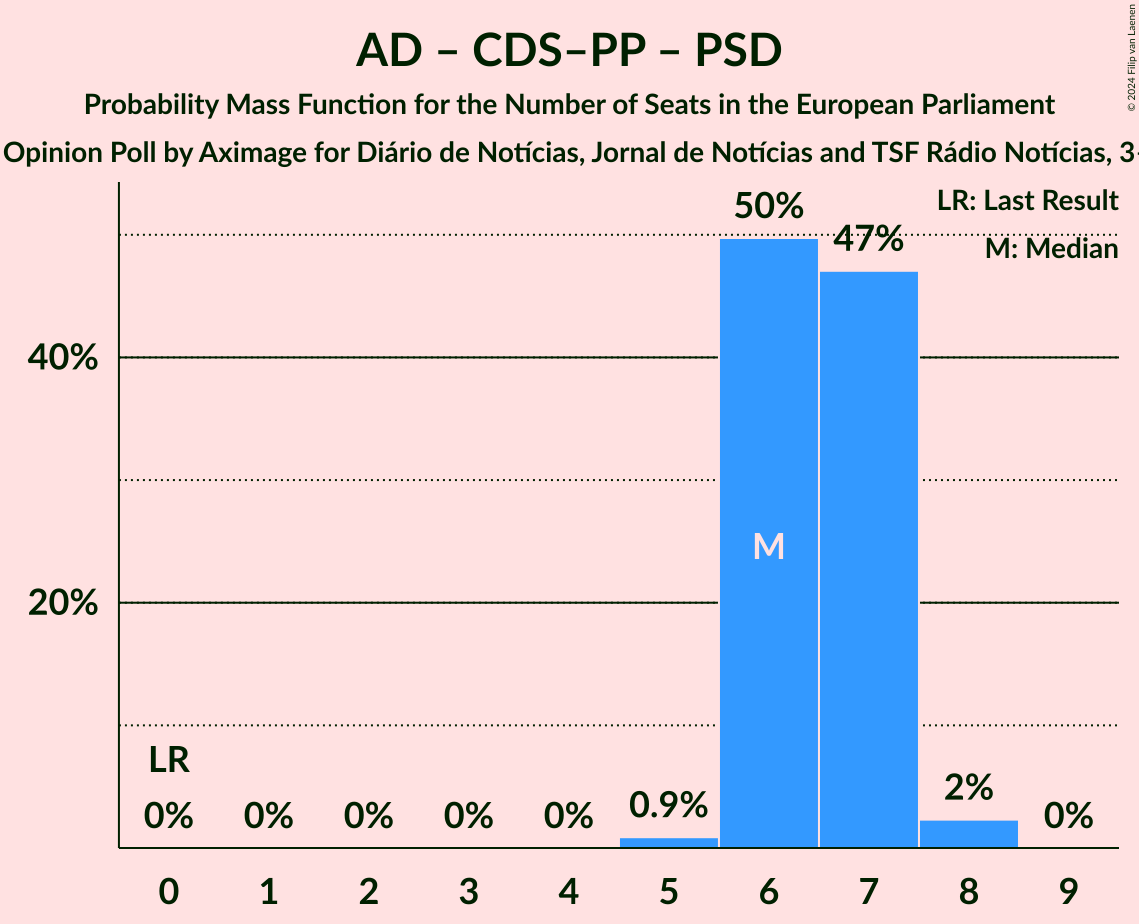 AD – CDS–PP – PSD
Probability Mass Function for the Number of Seats in the European Parliament
Opinion Poll by Aximage for Diário de Notícias, Jornal de Notícias and TSF Rádio Notícias, 3–
© 2024 Filip van Laenen
LR: Last Result
M: Median
50%
47%
40%
M
20%
LR
0% 0% 0% 0% 0% 0.9% 2% 0%
0 1 2 3 4 5 6 7 8 9